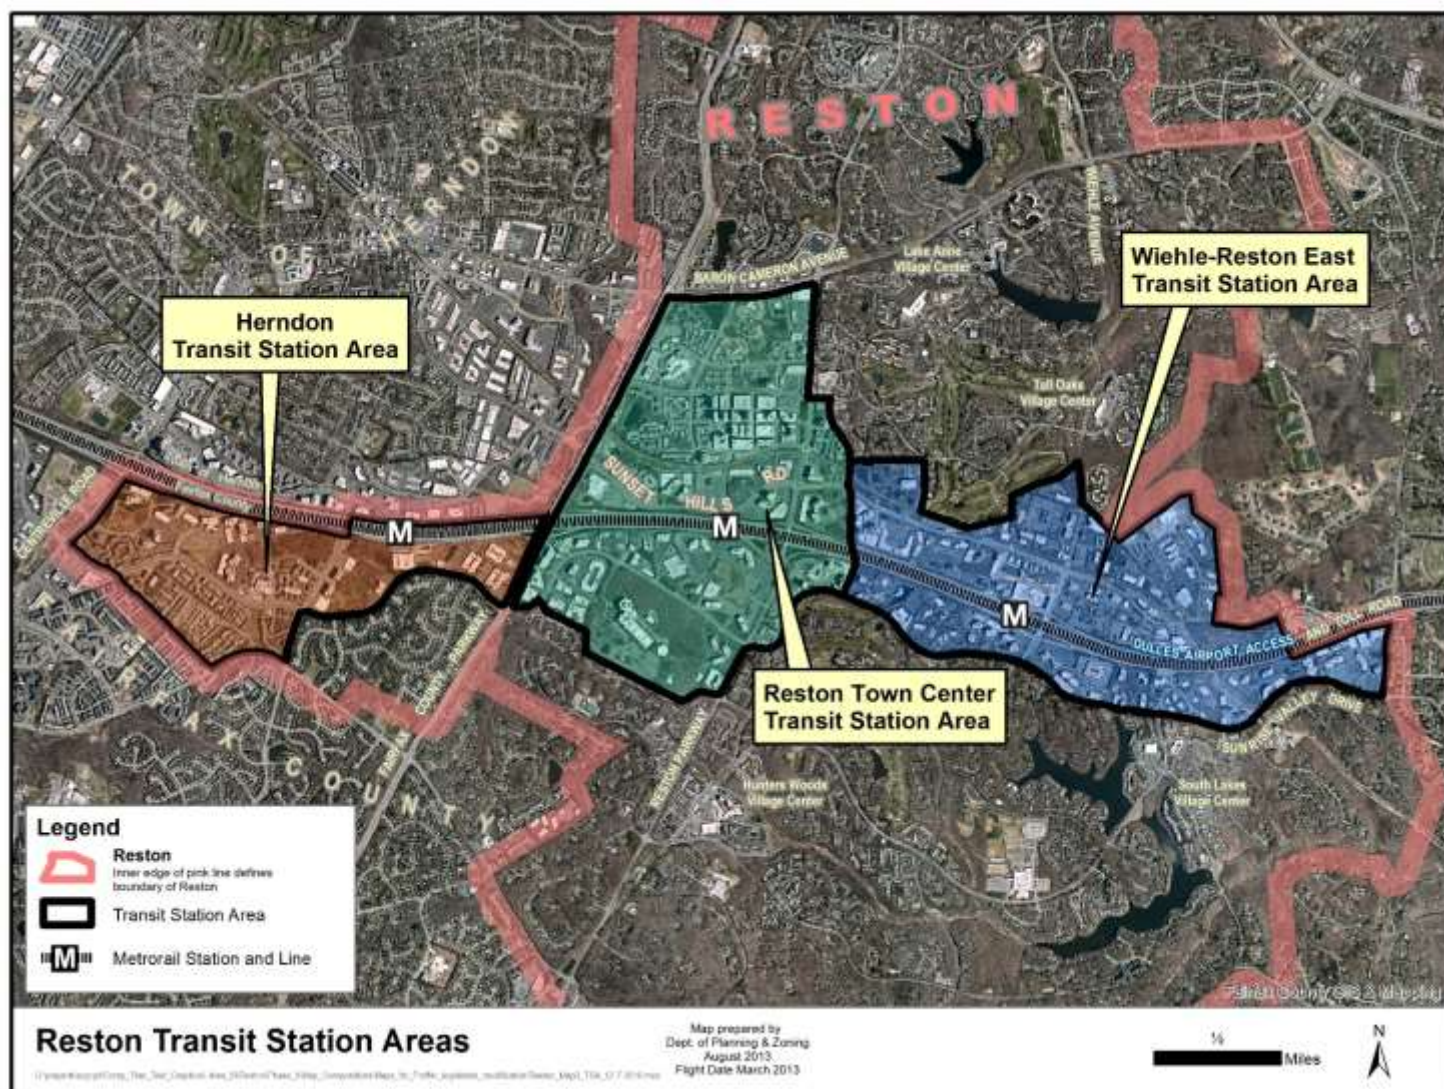 RESTON
TOWN OF HERNDON
WIEHLE AVENUE
Lake Anne
Village Center
BARON CAMERON AVENUE
Wiehle-Reston East
Transit Station Area
Herndon
Transit Station Area
Tall Oaks
Village Center
SUNSET HILLS RD
M
M
M
DULLES AIRPORT ACCESS AND TOLL ROAD
Reston Town Center
Transit Station Area
COUNTY PARKWAY
RESTON PARKWAY
SUNRISE VALLEY DRIVE
COUNTY
Hunters Woods
Village Center
South Lakes
Village Center
Legend
Reston
Inner edge of pink line defines
boundary of Reston
Transit Station Area
M
Metrorail Station and Line
Reston Transit Station Areas
Map prepared by
Dept. of Planning & Zoning
August 2013
Flight Date March 2013
Miles
N